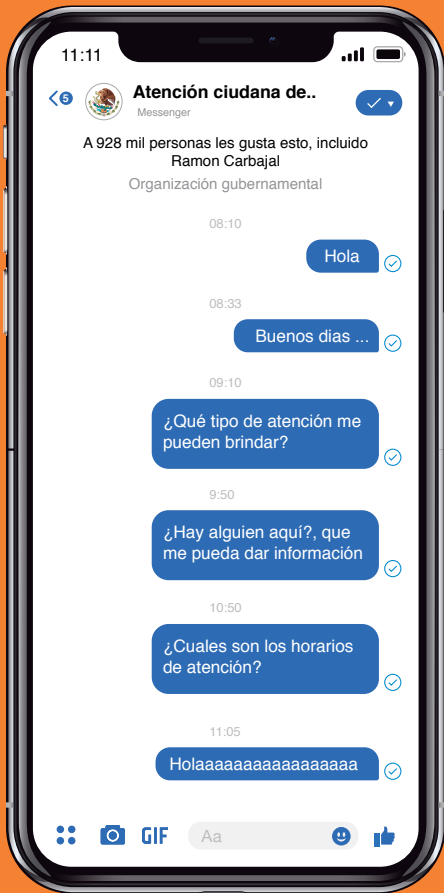 11:11
5
Atención ciudana de..
Messenger
A 928 mil personas les gusta esto, incluido
Ramon Carbajal
Organización gubernamental
08:10
Hola
08:33
Buenos dias ...
09:10
¿Qué tipo de atención me
pueden brindar?
9:50
¿Hay alguien aquí?, que
me pueda dar información
10:50
¿Cuales son los horarios
de atención?
11:05
Holaaaaaaaaaaaaaaaaa
GIF
Aa